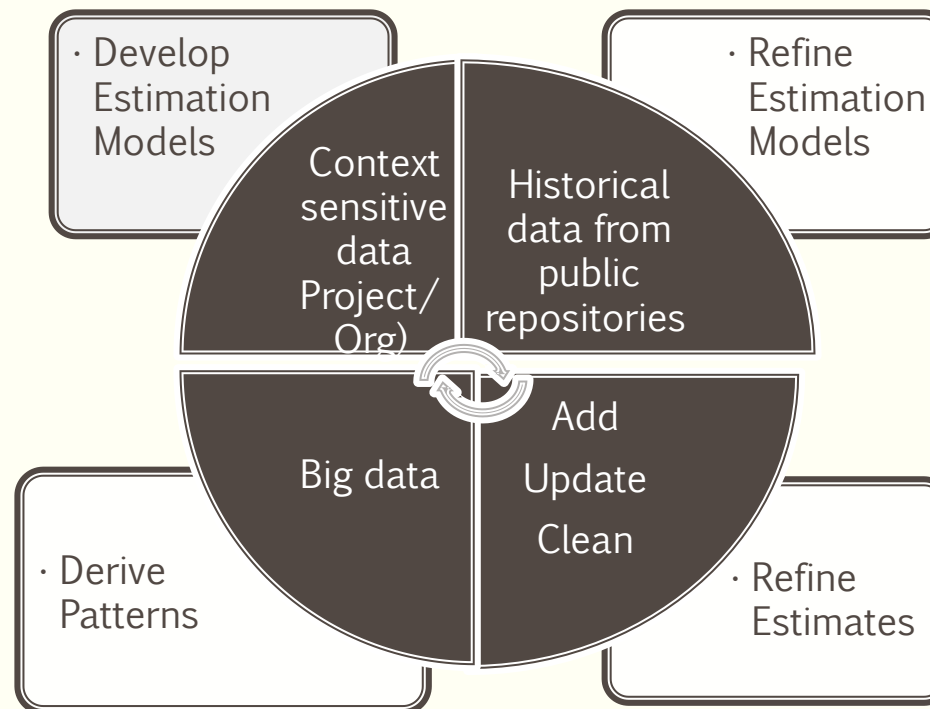 · Develop
Estimation
Models
· Refine
Estimation
Models
Context
sensitive
data
Project/
Org)
Historical
data from
public
repositories
Big data
Add
Update
Clean
· Derive
Patterns
· Refine
Estimates